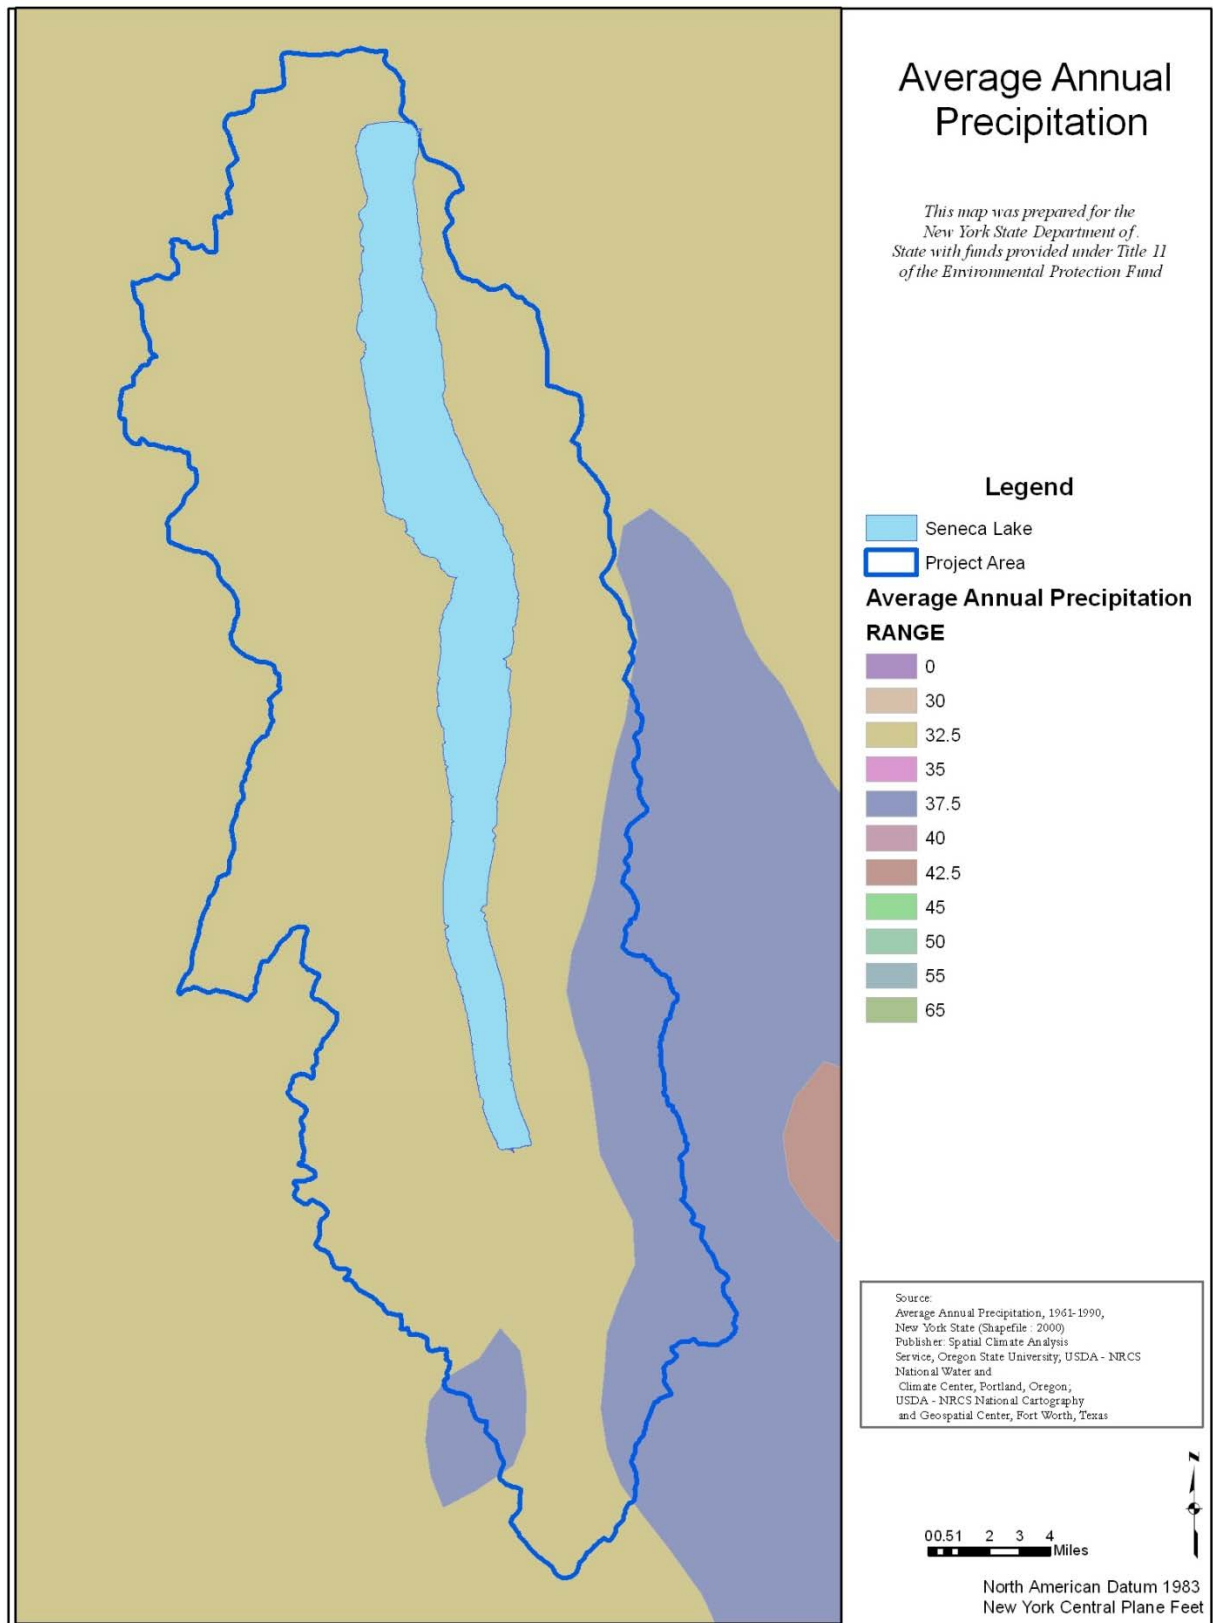 Average Annual
Precipitation
This map was prepared for the
New York State Department of .
State with funds provided under Title 11
of the Environmental Protection Fund
Legend
Seneca Lake
Project Area
Average Annual Precipitation
RANGE
0
30
32.5
35
37.5
40
42.5
45
50
55
65
Source:
Average Annual Precipitation, 1961-1990,
New York State (Shapefile : 2000)
Publisher: Spatial Climate Analysis
Service, Oregon State University; USDA - NRCS
National Water and
Climate Center, Portland, Oregon;
USDA - NRCS National Cartography
and Geospatial Center, Fort Worth, Texas
N
00.51 2 3 4
Miles
North American Datum 1983
New York Central Plane Feet